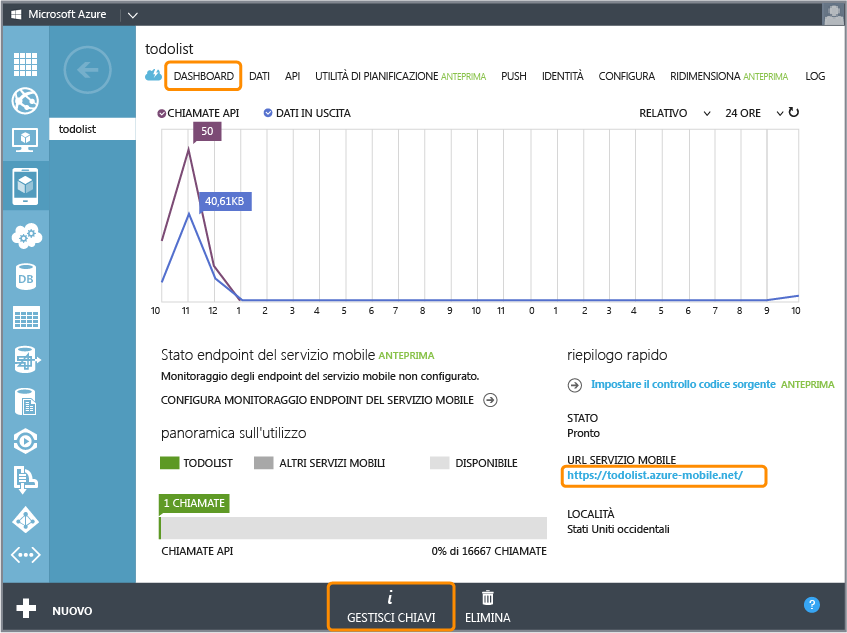 Microsoft Azure
todolist
DASHBOARD DATI API UTILITÀ DI PIANIFICAZIONE ANTEPRIMA PUSH IDENTITÀ CONFIGURA RIDIMENSIONA ANTEPRIMA LOG
todolist
CHIAMATE API DATI IN USCITA RELATIVO 24 ORE
50
40,61KB
10 11 12 1 2 3 4 5 6 7 8 9 10 11 0 1 2 3 4 5 6 7 8 9 10
DB
Stato endpoint del servizio mobile ANTEPRIMA
Monitoraggio degli endpoint del servizio mobile non configurato.
CONFIGURA MONITORAGGIO ENDPOINT DEL SERVIZIO MOBILE
panoramica sull'utilizzo
TODOLIST ALTRI SERVIZI MOBILI DISPONIBILE
1 CHIAMATE
CHIAMATE API 0% di 16667 CHIAMATE
riepilogo rapido
Impostare il controllo codice sorgente ANTEPRIMA
STATO
Pronto
URL SERVIZIO MOBILE
https://todolist.azure-mobile.net/
LOCALITÀ
Stati Uniti occidentali
NUOVO
i
GESTISCI CHIAVI
ELIMINA
?